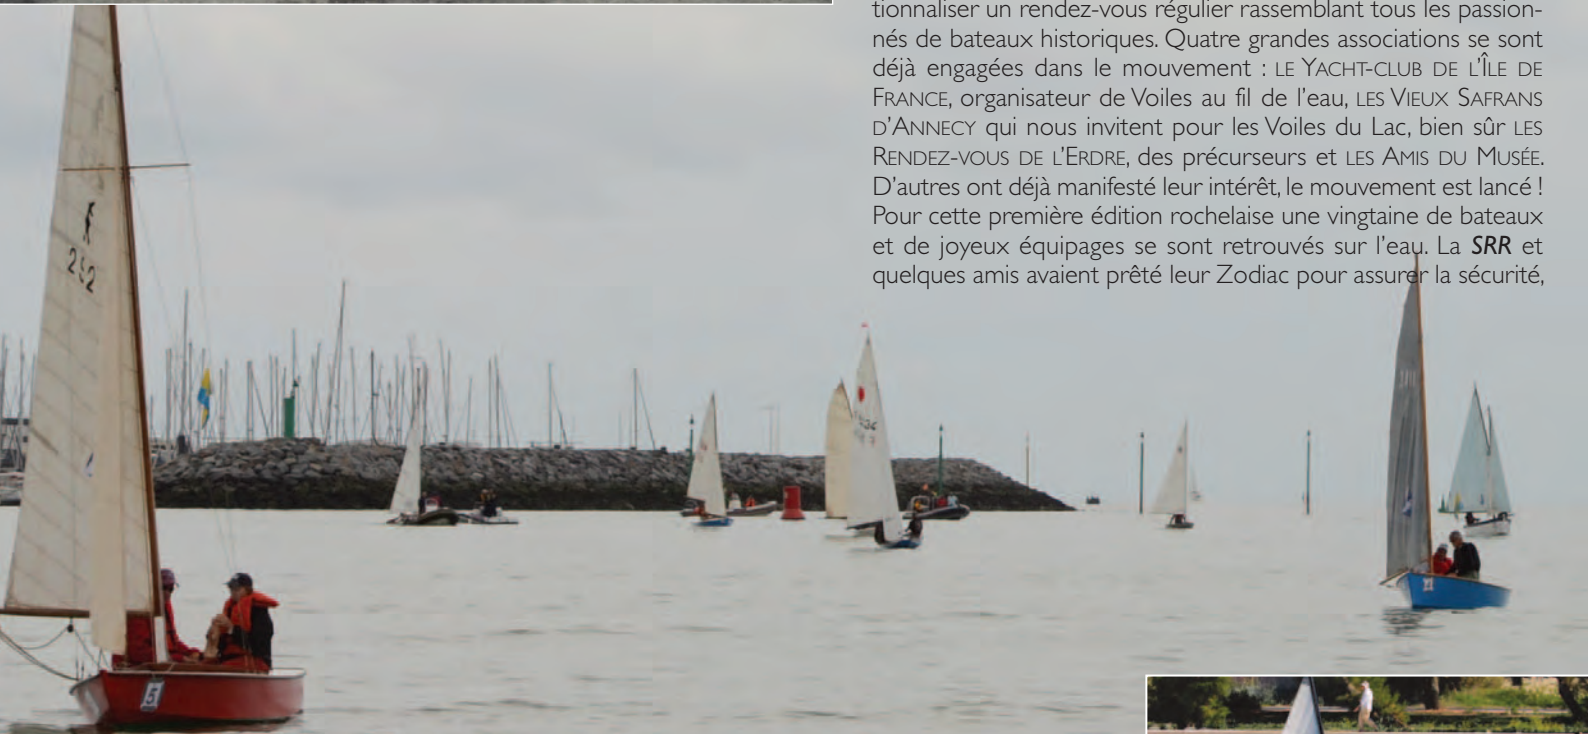 tionnaliser un rendez-vous régulier rassemblant tous les passion-
nés de bateaux historiques. Quatre grandes associations se sont
déjà engagées dans le mouvement : LE YACHT-CLUB DE L'ÎLE DE
FRANCE, organisateur de Voiles au fil de l'eau, LES VIEUX SAFRANS
D'ANNECY qui nous invitent pour les Voiles du Lac, bien sûr LES
RENDEZ-VOUS DE L'ERDRE, des précurseurs et LES AMIS DU MUSÉE.
D'autres ont déjà manifesté leur intérêt, le mouvement est lancé !
Pour cette première édition rochelaise une vingtaine de bateaux
et de joyeux équipages se sont retrouvés sur l'eau. La SRR et
quelques amis avaient prêté leur Zodiac pour assurer la sécurité,
252
5